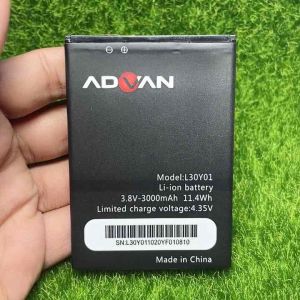 ADVAN
Model:L30Y01
Li-ion battery
3.8V-3000mAh 11.4Wh
Limited charge voltage:4.35V
SN:L30Y011020YF010810
Made in China